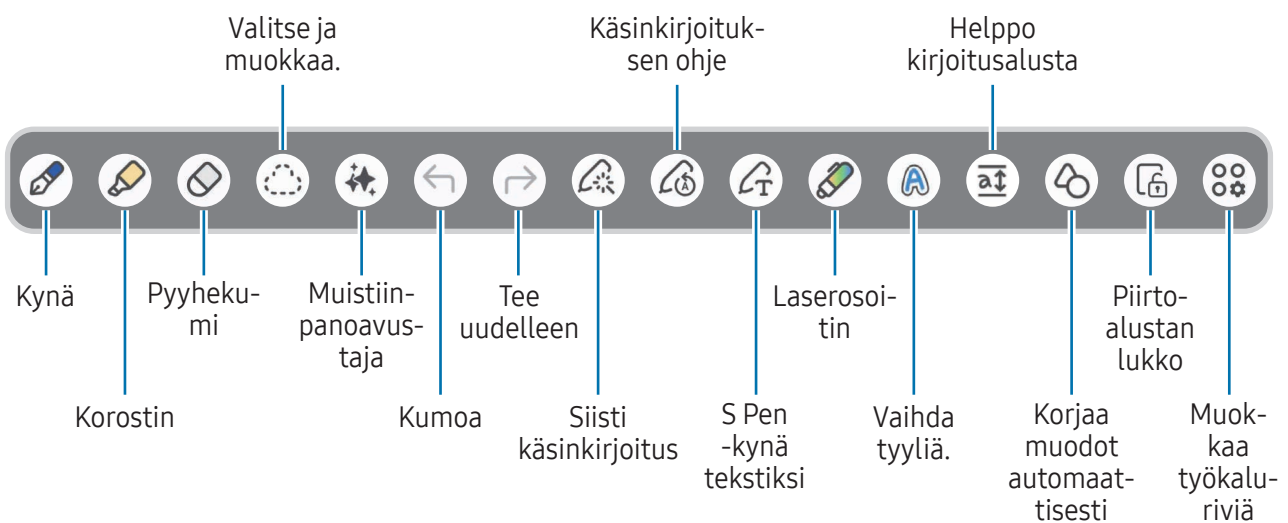 Valitse ja
muokkaa.
Käsinkirjoituk-
sen ohje
Helppo
kirjoitusalusta
Kynä
Pyyheku-
mi
Muistiin-
panoavus-
taja
Tee
uudelleen
Laserosoi-
tin
Piirto-
alustan
lukko
Korostin
Kumoa
Siisti
käsinkirjoitus
S Pen
-kynä
tekstiksi
Vaihda
tyyliä.
Korjaa
muodot
automaat-
tisesti
Muok-
kaa
työkalu-
riviä